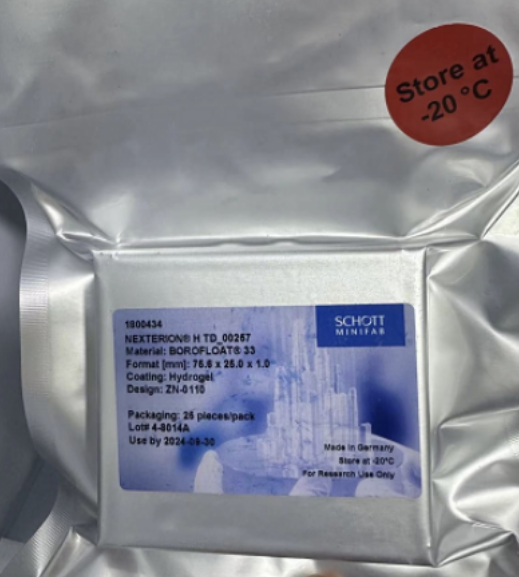 Store at
-20 °C
1800434
SCHOTT
MINIFAB
NEXTERION® H TD_00257
Material: BOROFLOAT® 33
Format [mm]: 75.6 x 25.0 x 1.0
Coating: Hydrogel
Design: ZN-0110
Packaging: 25 pieces/pack
Lot# 4-8014A
Use by 2024-09-30
Made in Germany
Store at -20°C
For Research Use Only